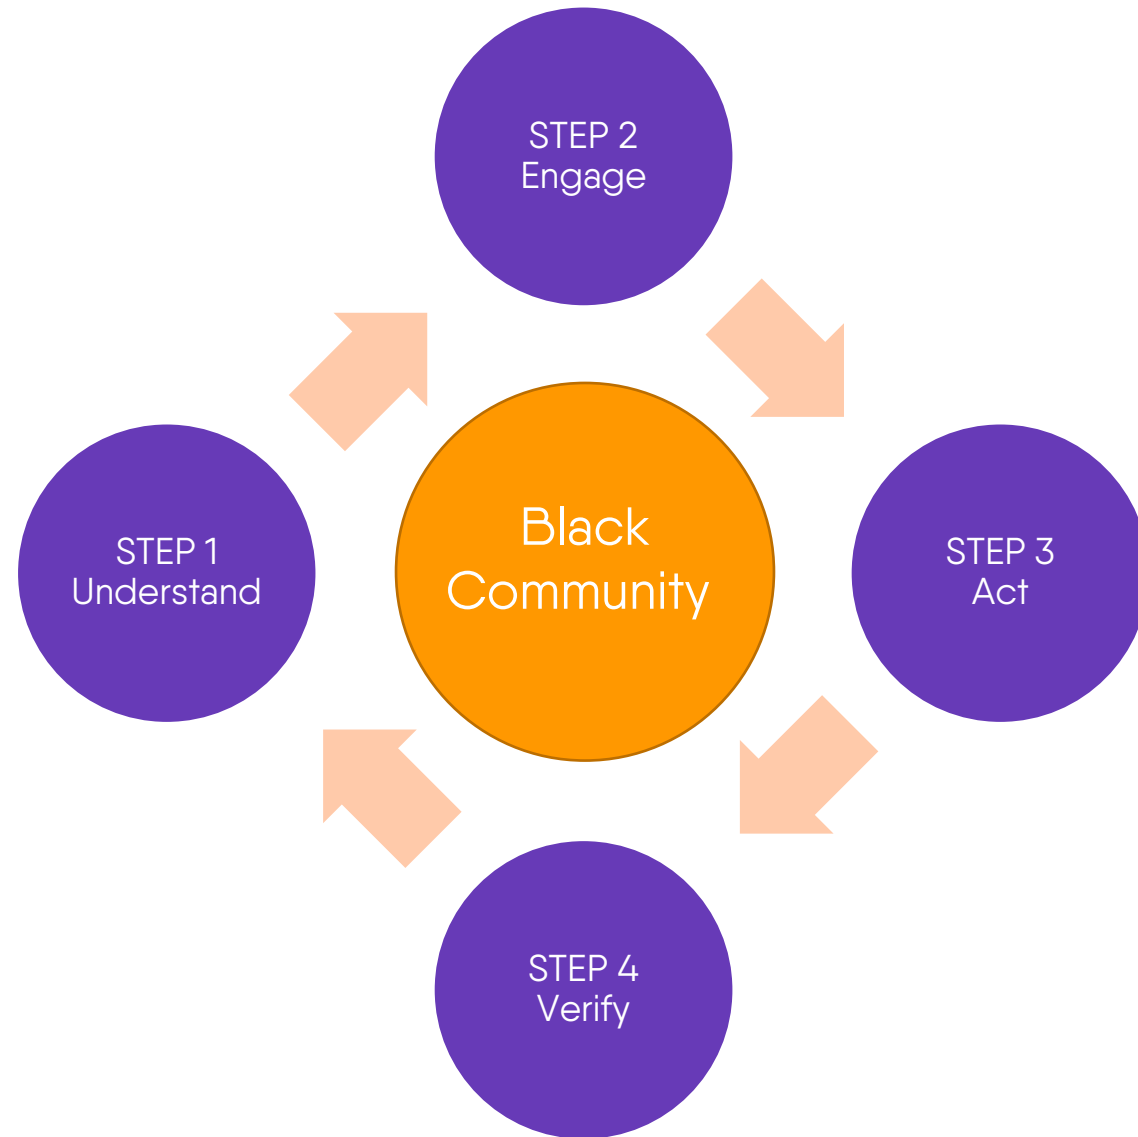 STEP 2
Engage
Black
Community
STEP 1
Understand
STEP 3
Act
STEP 4
Verify